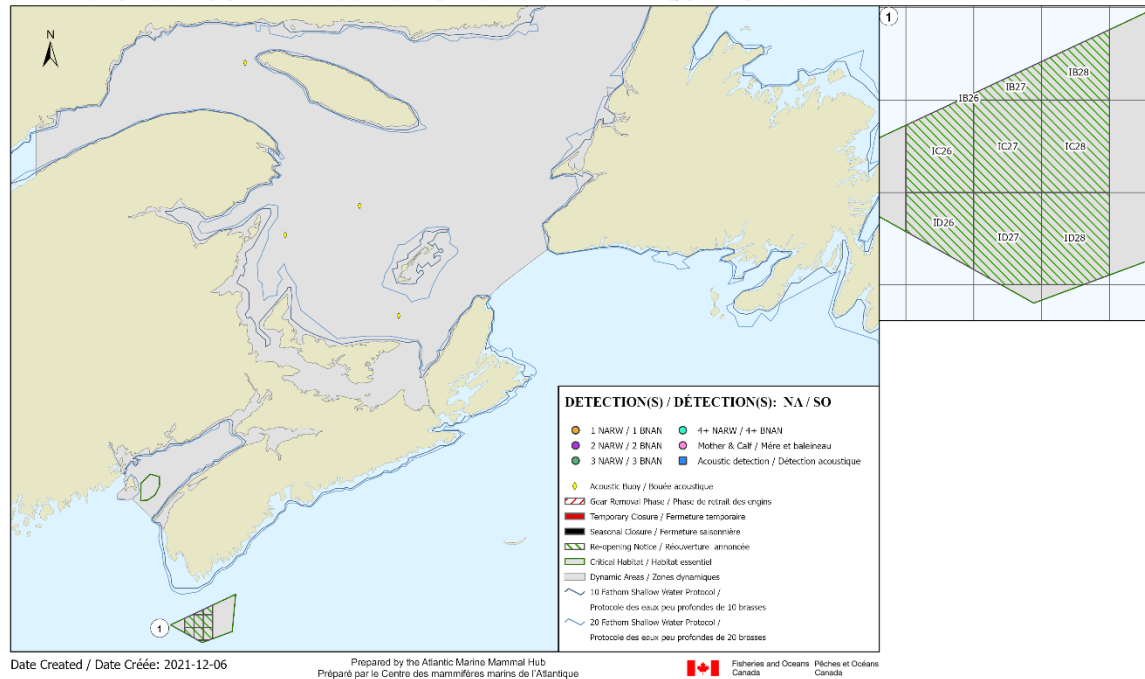 N
1
IB28
IB27
IB26
IC26
IC27
IC28
ID26
ID27
ID28
DETECTION(S) / DÉTECTION(S): NA / SO
1 NARW / 1 BNAN
4+ NARW / 4+ BNAN
2 NARW / 2 BNAN
Mother & Calf / Mére et baleineau
3 NARW / 3 BNAN
Acoustic detection / Détection acoustique
Acoustic Buoy / Bouée acoustique
Gear Removal Phase / Phase de retrait des engins
Temporary Closure / Fermeture temporaire
Seasonal Closure / Fermeture saisonnière
Re-opening Notice / Réouverture annoncée
Critical Habitat / Habitat essentiel
Dynamic Areas / Zones dynamiques
10 Fathom Shallow Water Protocol /
Protocole des eaux peu profondes de 10 brasses
20 Fathom Shallow Water Protocol /
Protocole des eaux peu profondes de 20 brasses
1
Date Created / Date Créée: 2021-12-06
Prepared by the Atlantic Marine Mammal Hub
Préparé par le Centre des mammifères marins de l'Atlantique
Fisheries and Oceans
Canada
Pêches et Océans
Canada